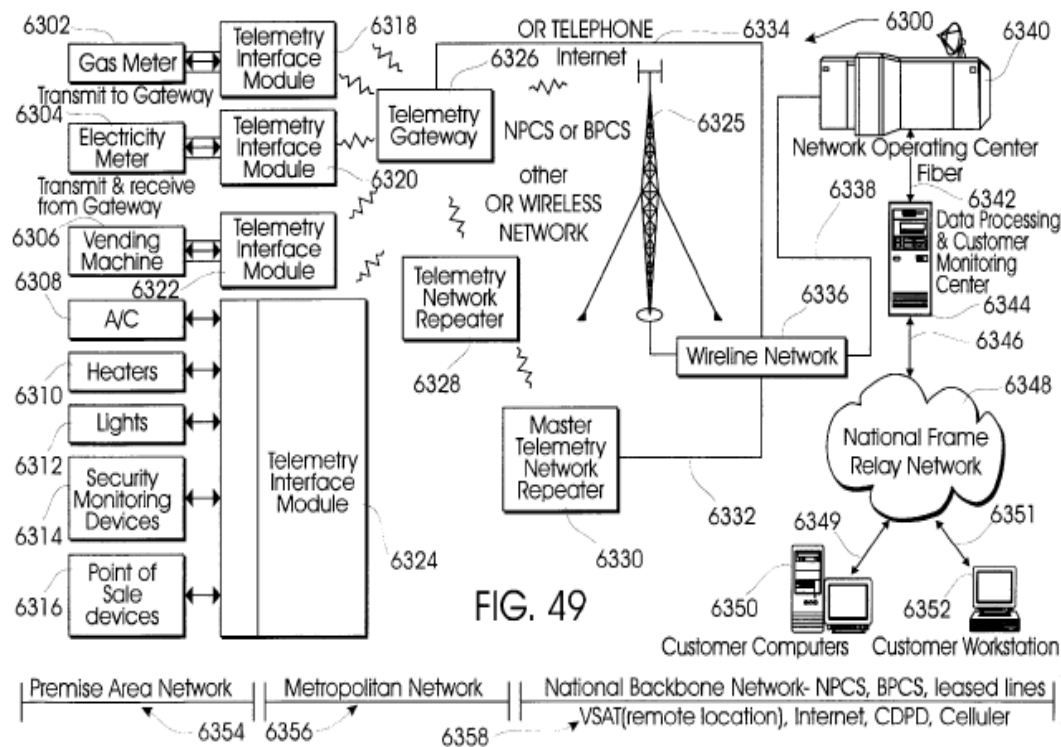 6302
Gas Meter
Transmit to Gateway
6304
Electricity
Meter
Transmit & receive
from Gateway
6306
Vending
Machine
6308
A/C
Heaters
6310
Lights
6312
Security
Monitoring
Devices
6314
Point of
Sale
devices
6316
Telemetry
Interface
Module
6318
Telemetry
Interface
Module
6320
Telemetry
Interface
Module
6322
Telemetry
Interface
Module
6324
OR TELEPHONE
6334
Internet
6326
Telemetry
Gateway
NPCS or BPCS
other
OR WIRELESS
NETWORK
6325
Telemetry
Network
Repeater
6328
Master
Telemetry
Network
Repeater
6330
6332
6336
Wireline Network
6338
6300
6340
Network Operating Center
Fiber
6342
Data Processing
& Customer
Monitoring
Center
6344
6346
6348
National Frame
Relay Network
6349
6351
6350
6352
Customer Computers
Customer Workstation
FIG. 49
Premise Area Network
6354
Metropolitan Network
6356
National Backbone Network- NPCS, BPCS, leased lines
VSAT(remote location), Internet, CDPD, Celluler
6358